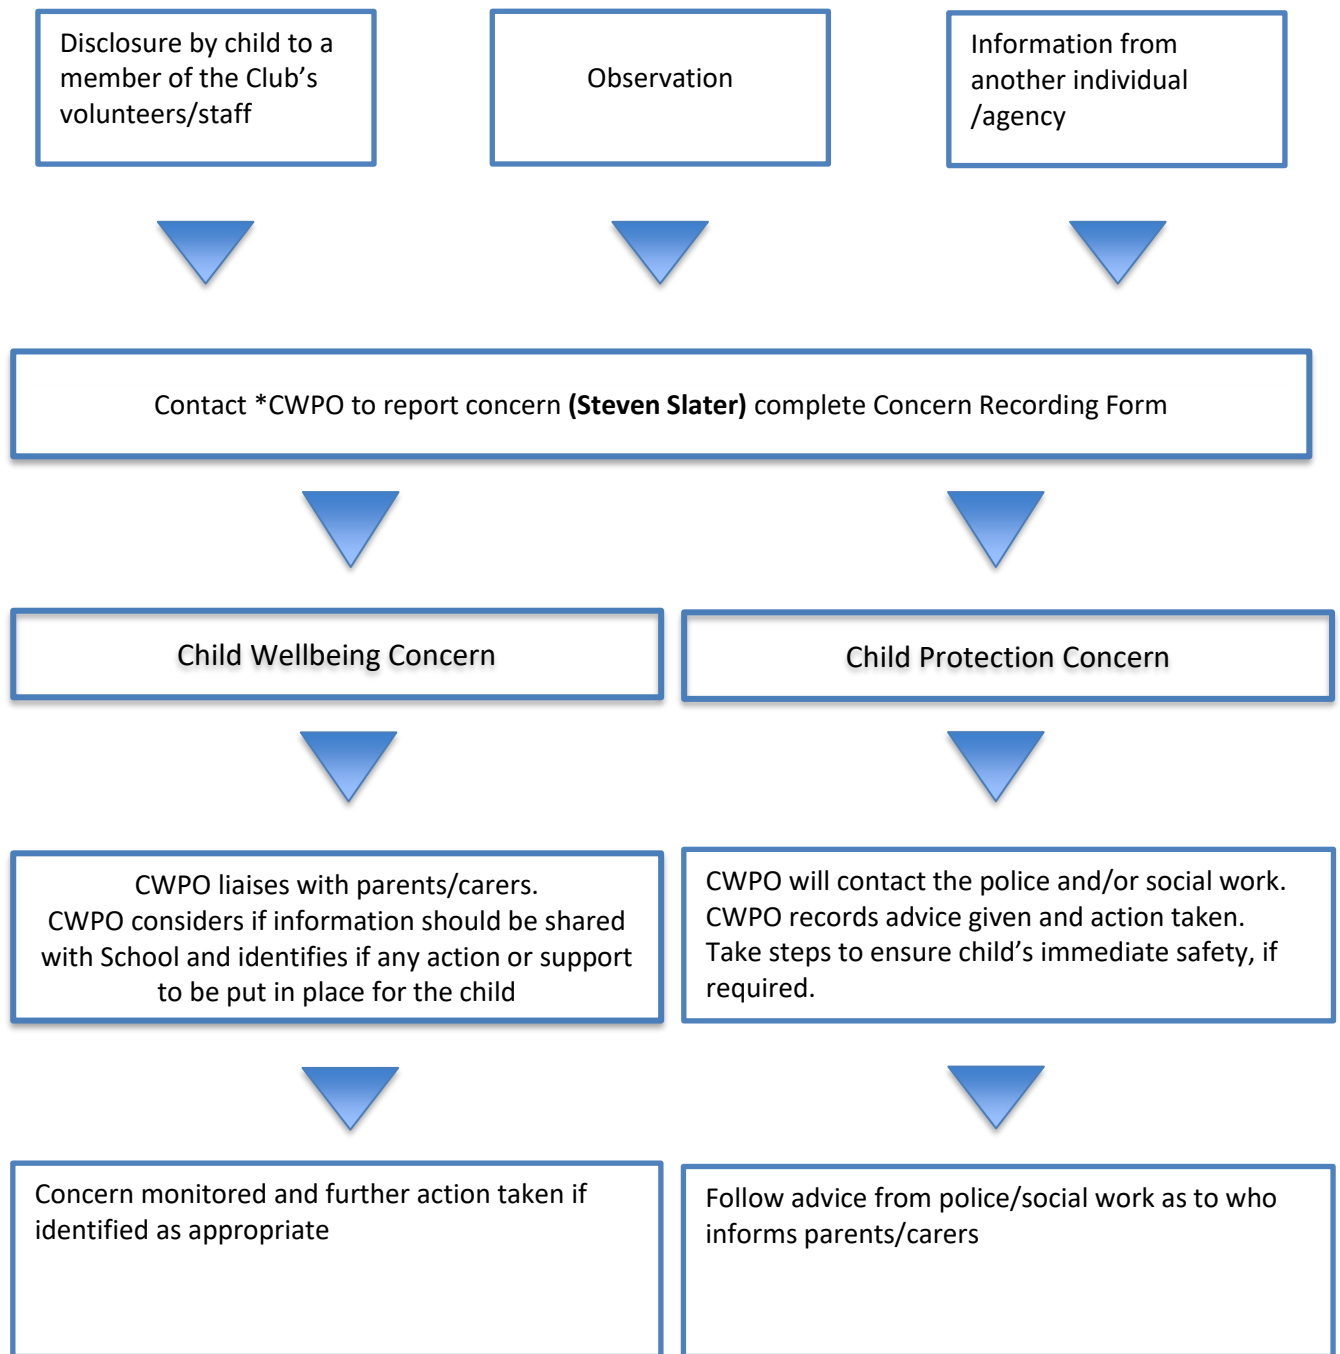 Disclosure by child to a
member of the Club’s
volunteers/staff
Observation
Information from
another individual
/agency
Contact *CWPO to report concern (Steven Slater) complete Concern Recording Form
Child Wellbeing Concern
Child Protection Concern
CWPO liaises with parents/carers.
CWPO considers if information should be shared
with School and identifies if any action or support
to be put in place for the child
CWPO will contact the police and/or social work.
CWPO records advice given and action taken.
Take steps to ensure child’s immediate safety, if
required.
Concern monitored and further action taken if
identified as appropriate
Follow advice from police/social work as to who
informs parents/carers